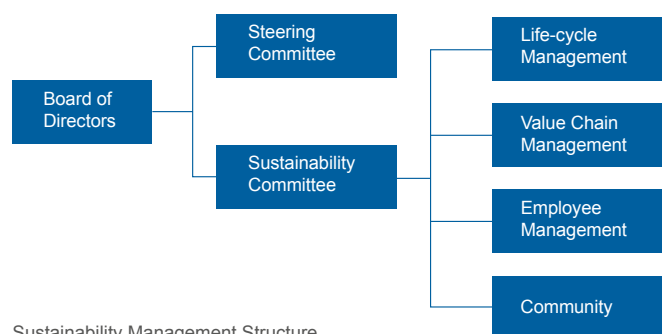 Steering
Committee
Life-cycle
Management
Board of
Directors
Value Chain
Management
Sustainability
Committee
Employee
Management
Community
Sustainability Management Structure